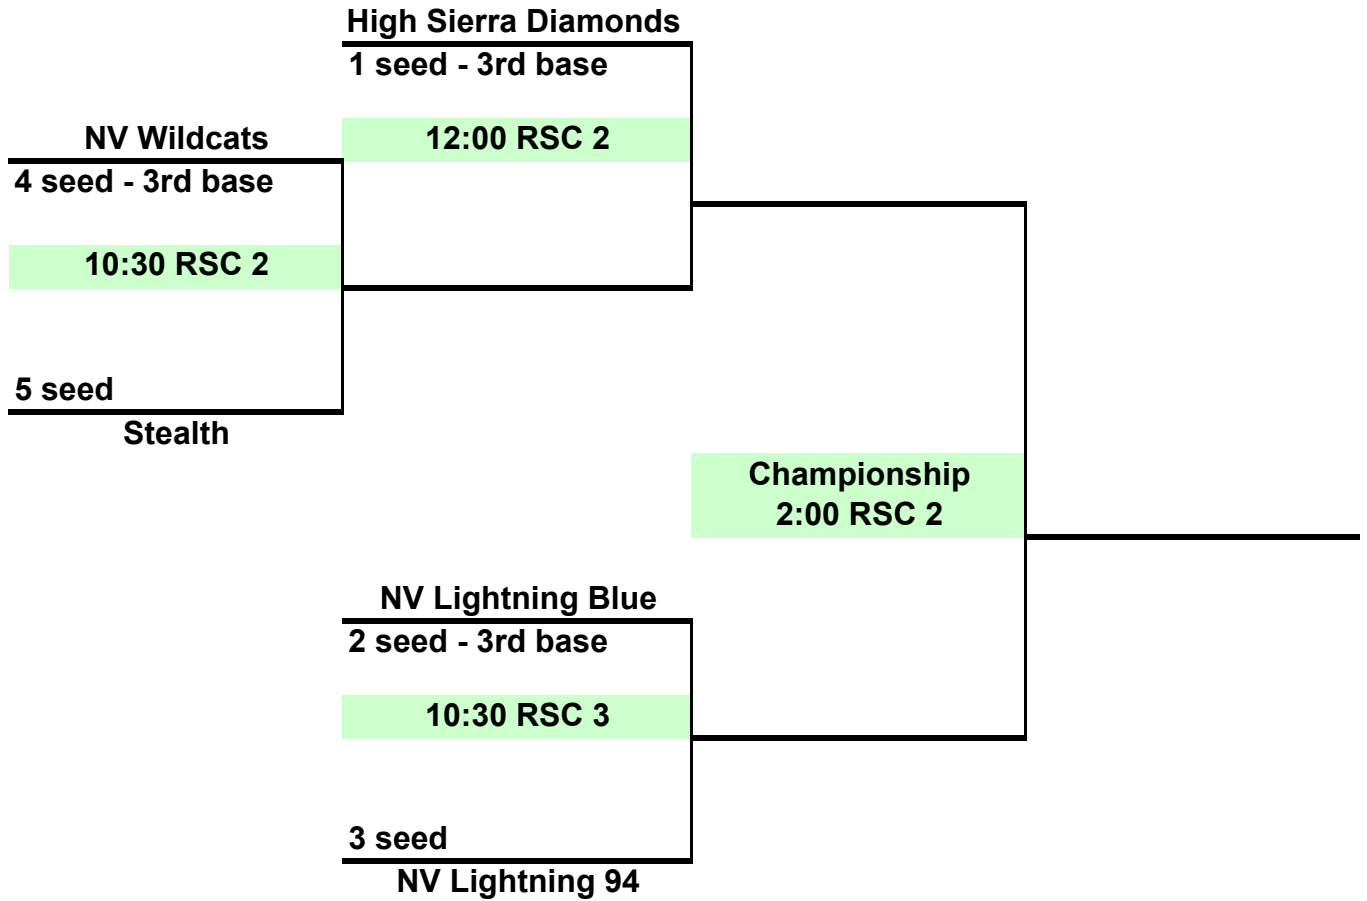 High Sierra Diamonds
1 seed - 3rd base
NV Wildcats
12:00 RSC 2
4 seed - 3rd base
10:30 RSC 2
5 seed
Stealth
Championship
2:00 RSC 2
NV Lightning Blue
2 seed - 3rd base
10:30 RSC 3
3 seed
NV Lightning 94